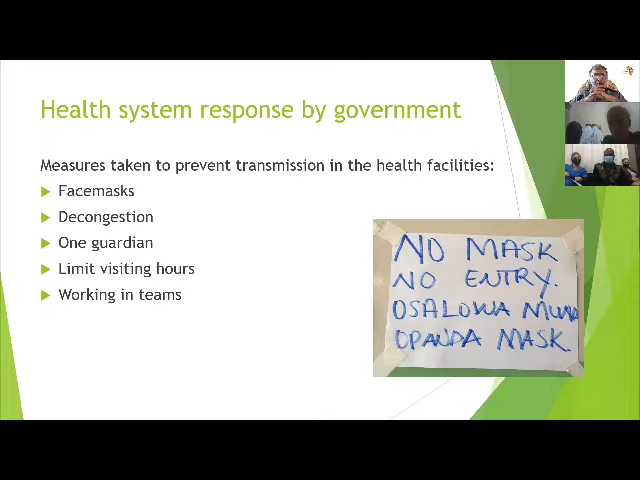 Health system response by government
Measures taken to prevent transmission in the health facilities:
Facemasks
Decongestion
One guardian
Limit visiting hours
Working in teams
NO MASK
NO ENTRY.
OSALOWA MUNO
OPANDA MASK